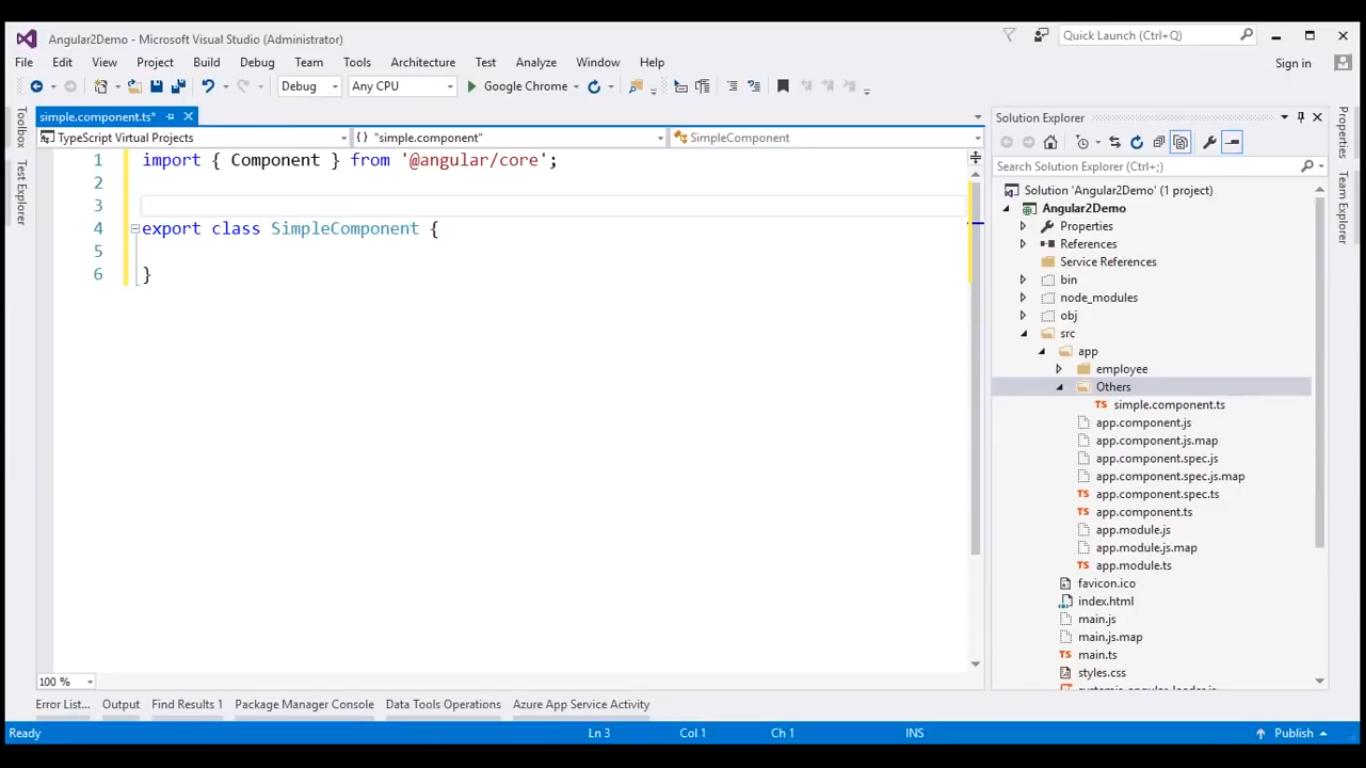 Angular2Demo - Microsoft Visual Studio (Administrator)
Quick Launch (Ctrl+Q)
File Edit View Project Build Debug Team Tools Architecture Test Analyze Window Help
Sign in
Debug Any CPU Google Chrome
Toolbox
Test Explorer
simple.component.ts*
TypeScript Virtual Projects {} "simple.component" SimpleComponent
1 import { Component } from '@angular/core';
2
3
4 export class SimpleComponent {
5
6 }
100 %
Solution Explorer
Search Solution Explorer (Ctrl+;)
Solution 'Angular2Demo' (1 project)
Angular2Demo
Properties
References
Service References
bin
node_modules
obj
src
app
employee
Others
TS simple.component.ts
app.component.js
app.component.js.map
app.component.spec.js
app.component.spec.js.map
TS app.component.spec.ts
TS app.component.ts
app.module.js
app.module.js.map
TS app.module.ts
favicon.ico
index.html
main.js
main.js.map
TS main.ts
styles.css
Properties
Team Explorer
Error List... Output Find Results 1 Package Manager Console Data Tools Operations Azure App Service Activity
Ready Ln 3 Col 1 Ch 1 INS Publish